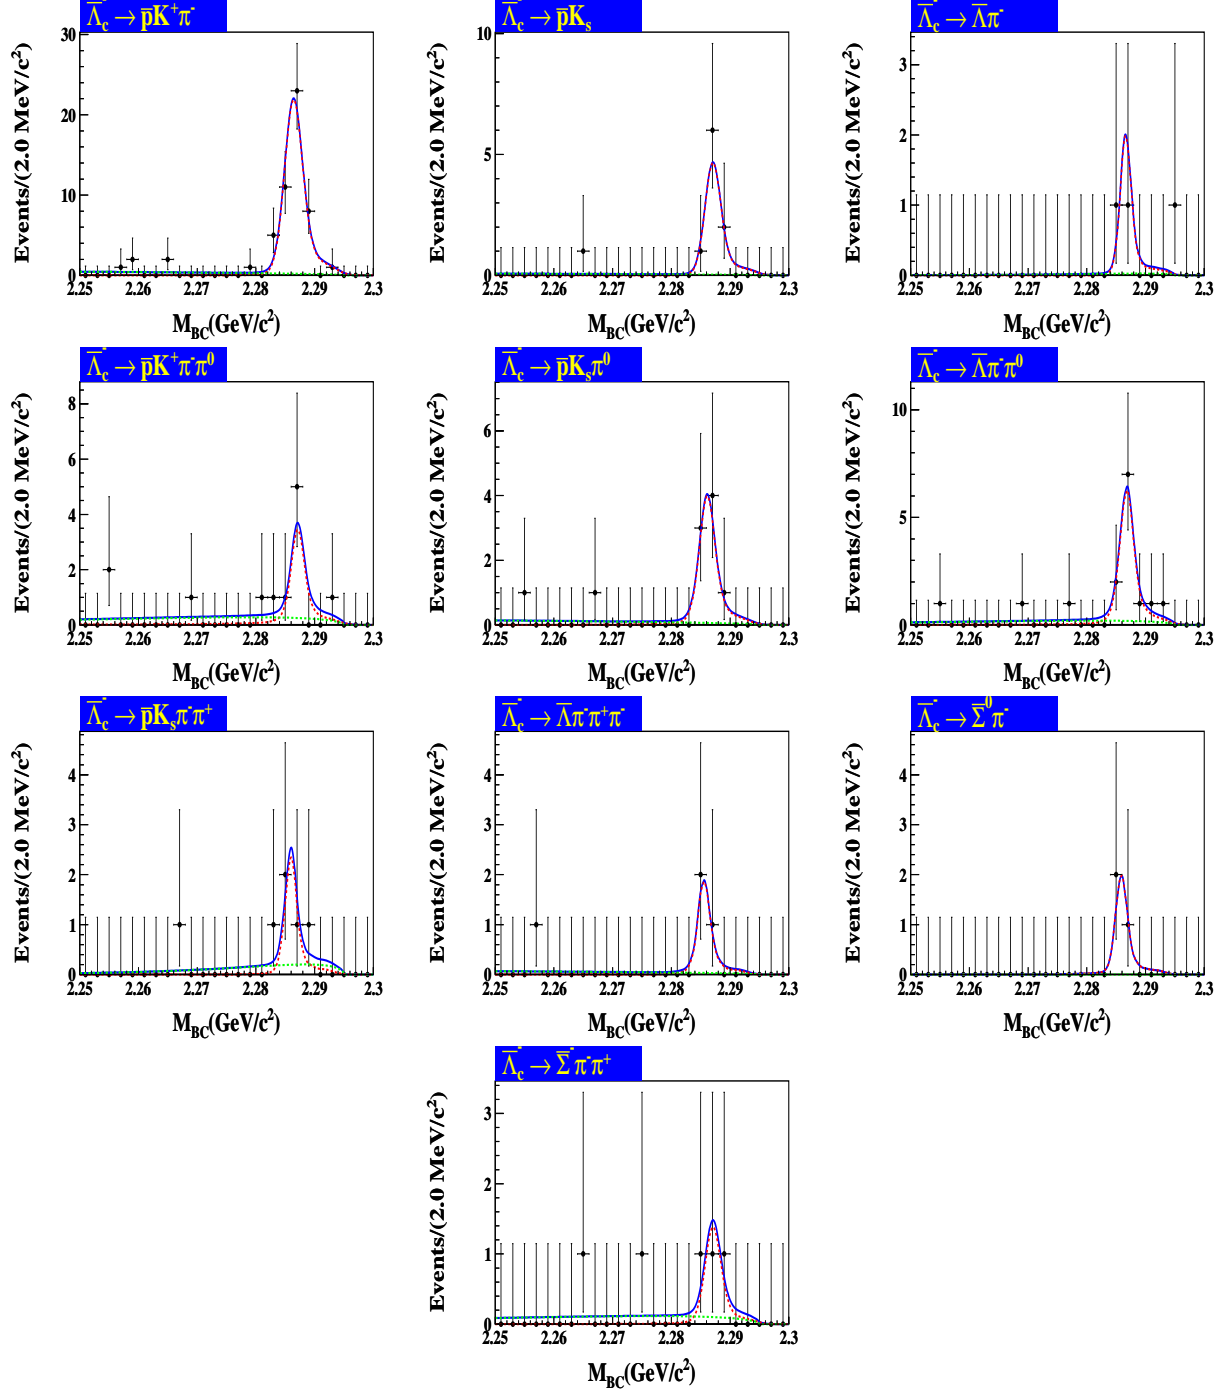 Λ̄c⁻ → p̄K⁺π⁻
Events/(2.0 MeV/c²)
30
20
10
0
2.25 2.26 2.27 2.28 2.29 2.3
M_BC(GeV/c²)
Λ̄c⁻ → p̄Kₛ
Events/(2.0 MeV/c²)
10
5
0
2.25 2.26 2.27 2.28 2.29 2.3
M_BC(GeV/c²)
Λ̄c⁻ → Λ̄π⁻
Events/(2.0 MeV/c²)
3
2
1
0
2.25 2.26 2.27 2.28 2.29 2.3
M_BC(GeV/c²)
Λ̄c⁻ → p̄K⁺π⁻π⁰
Events/(2.0 MeV/c²)
8
6
4
2
0
2.25 2.26 2.27 2.28 2.29 2.3
M_BC(GeV/c²)
Λ̄c⁻ → p̄Kₛπ⁰
Events/(2.0 MeV/c²)
6
4
2
0
2.25 2.26 2.27 2.28 2.29 2.3
M_BC(GeV/c²)
Λ̄c⁻ → Λ̄π⁻π⁰
Events/(2.0 MeV/c²)
10
5
0
2.25 2.26 2.27 2.28 2.29 2.3
M_BC(GeV/c²)
Λ̄c⁻ → p̄Kₛπ⁻π⁺
Events/(2.0 MeV/c²)
4
3
2
1
0
2.25 2.26 2.27 2.28 2.29 2.3
M_BC(GeV/c²)
Λ̄c⁻ → Λ̄π⁻π⁺π⁻
Events/(2.0 MeV/c²)
4
3
2
1
0
2.25 2.26 2.27 2.28 2.29 2.3
M_BC(GeV/c²)
Λ̄c⁻ → Σ̄⁰π⁻
Events/(2.0 MeV/c²)
4
3
2
1
0
2.25 2.26 2.27 2.28 2.29 2.3
M_BC(GeV/c²)
Λ̄c⁻ → Σ̄⁻π⁻π⁺
Events/(2.0 MeV/c²)
3
2
1
0
2.25 2.26 2.27 2.28 2.29 2.3
M_BC(GeV/c²)